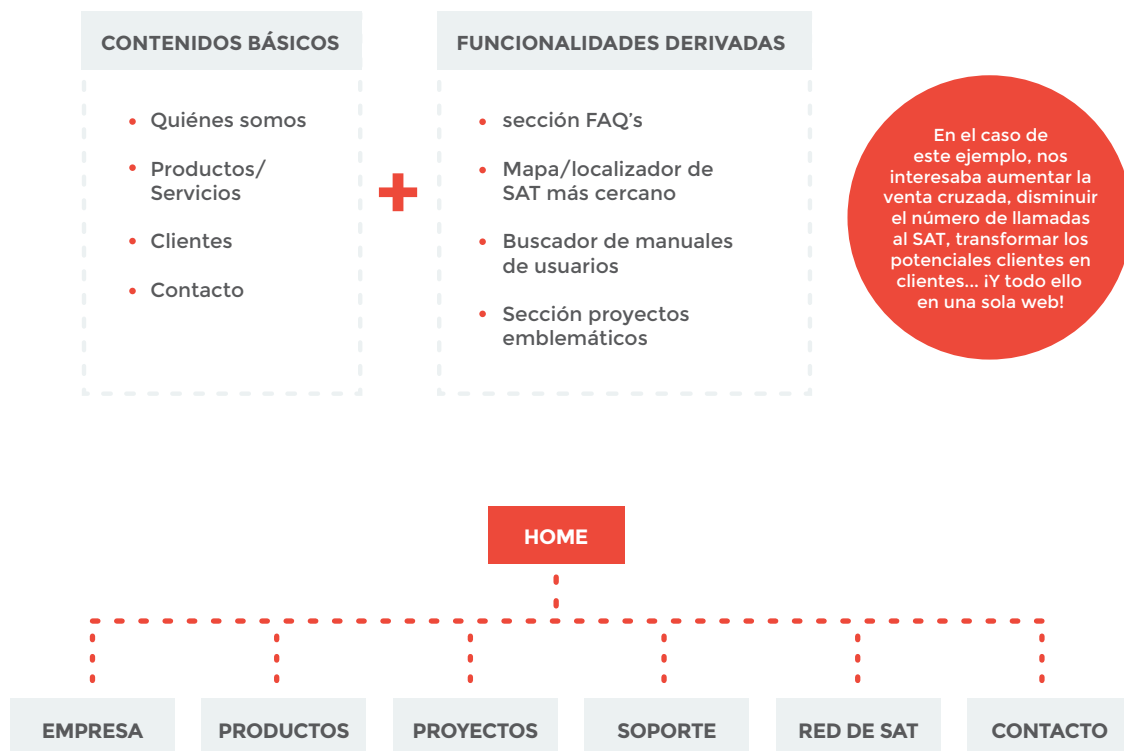 CONTENIDOS BÁSICOS
• Quiénes somos
• Productos/
Servicios
• Clientes
• Contacto
+
FUNCIONALIDADES DERIVADAS
• sección FAQ’s
• Mapa/localizador de
SAT más cercano
• Buscador de manuales
de usuarios
• Sección proyectos
emblemáticos
En el caso de
este ejemplo, nos
interesaba aumentar la
venta cruzada, disminuir
el número de llamadas
al SAT, transformar los
potenciales clientes en
clientes... ¡Y todo ello
en una sola web!
HOME
EMPRESA
PRODUCTOS
PROYECTOS
SOPORTE
RED DE SAT
CONTACTO